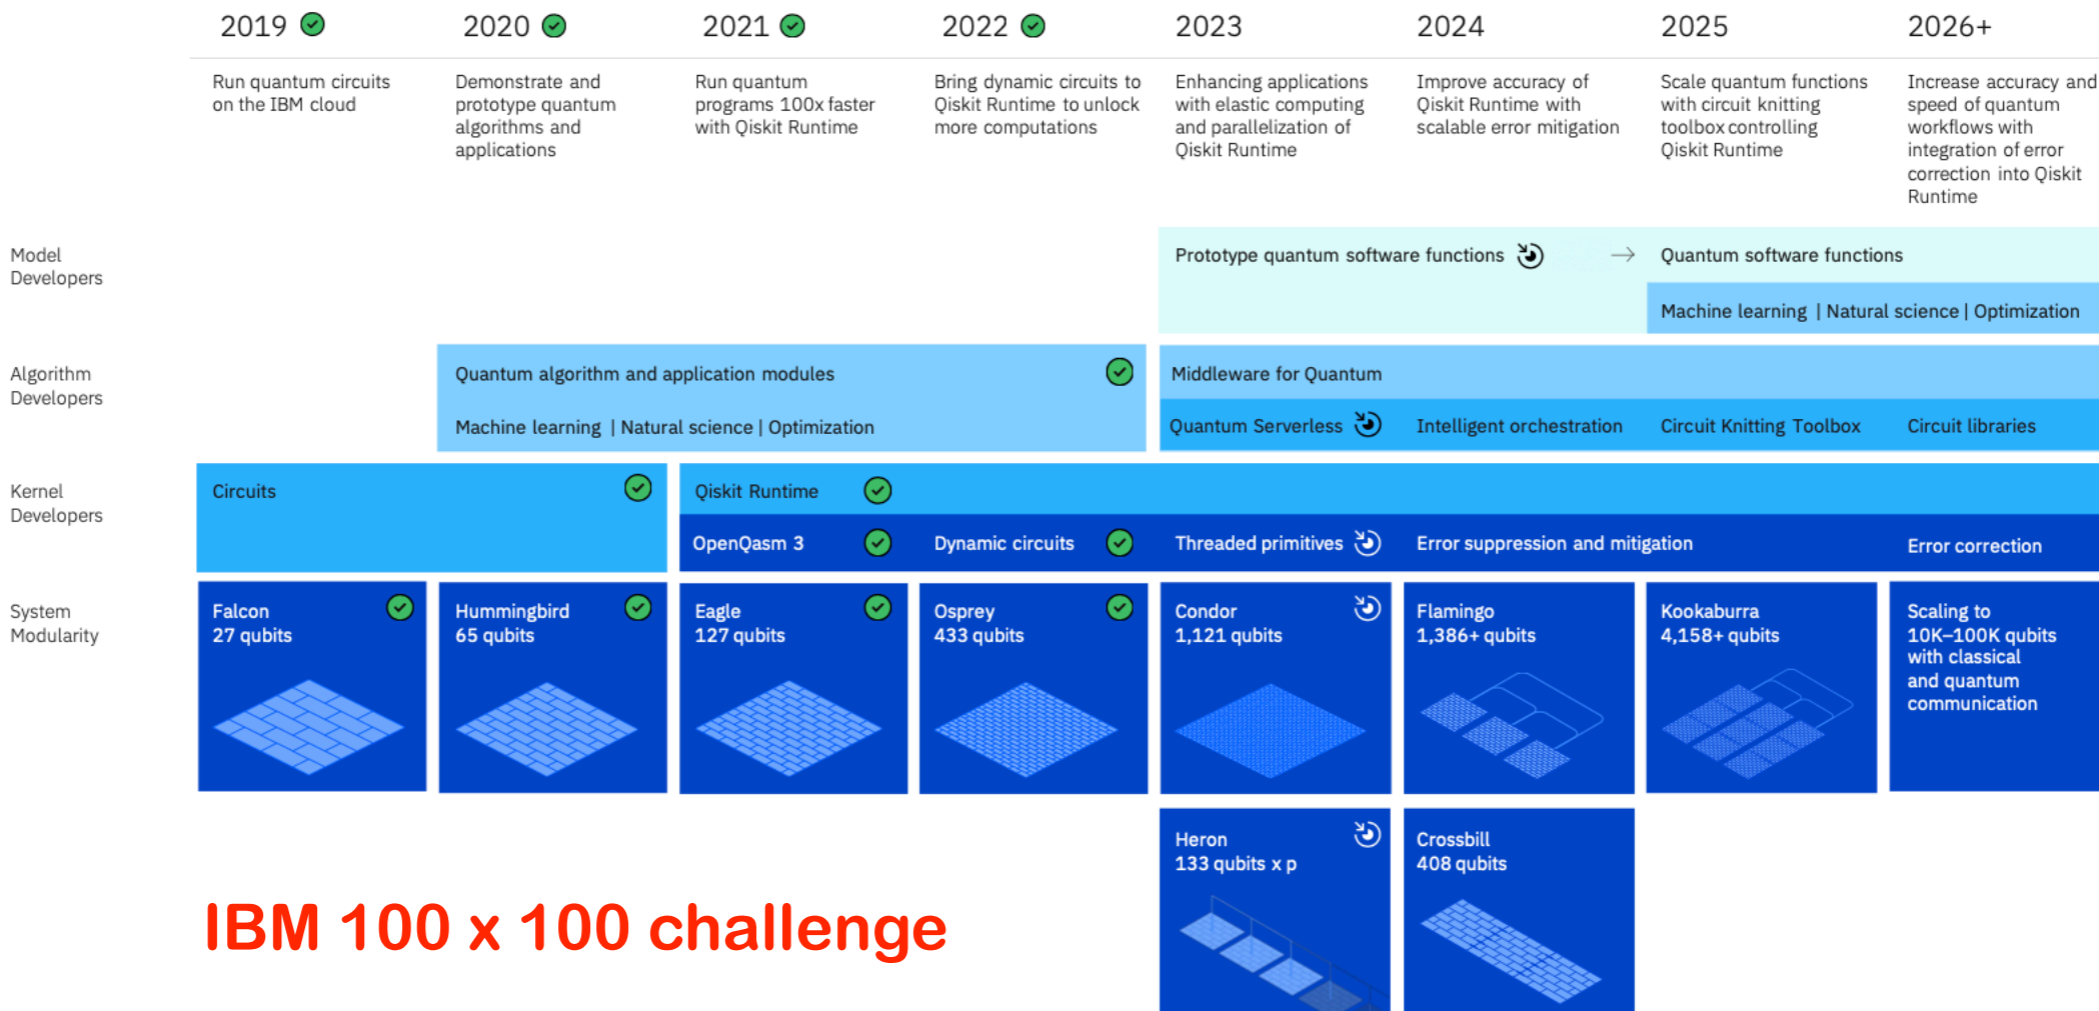 2019
2020
2021
2022
2023
2024
2025
2026+
Run quantum circuits
on the IBM cloud
Demonstrate and
prototype quantum
algorithms and
applications
Run quantum
programs 100x faster
with Qiskit Runtime
Bring dynamic circuits to
Qiskit Runtime to unlock
more computations
Enhancing applications
with elastic computing
and parallelization of
Qiskit Runtime
Improve accuracy of
Qiskit Runtime with
scalable error mitigation
Scale quantum functions
with circuit knitting
toolbox controlling
Qiskit Runtime
Increase accuracy and
speed of quantum
workflows with
integration of error
correction into Qiskit
Runtime
Model
Developers
Prototype quantum software functions
→
Quantum software functions
Machine learning | Natural science | Optimization
Algorithm
Developers
Quantum algorithm and application modules
Machine learning | Natural science | Optimization
Middleware for Quantum
Quantum Serverless
Intelligent orchestration
Circuit Knitting Toolbox
Circuit libraries
Kernel
Developers
Circuits
Qiskit Runtime
OpenQasm 3
Dynamic circuits
Threaded primitives
Error suppression and mitigation
Error correction
System
Modularity
Falcon
27 qubits
Hummingbird
65 qubits
Eagle
127 qubits
Osprey
433 qubits
Condor
1,121 qubits
Flamingo
1,386+ qubits
Kookaburra
4,158+ qubits
Scaling to
10K–100K qubits
with classical
and quantum
communication
Heron
133 qubits x p
Crossbill
408 qubits
IBM 100 x 100 challenge